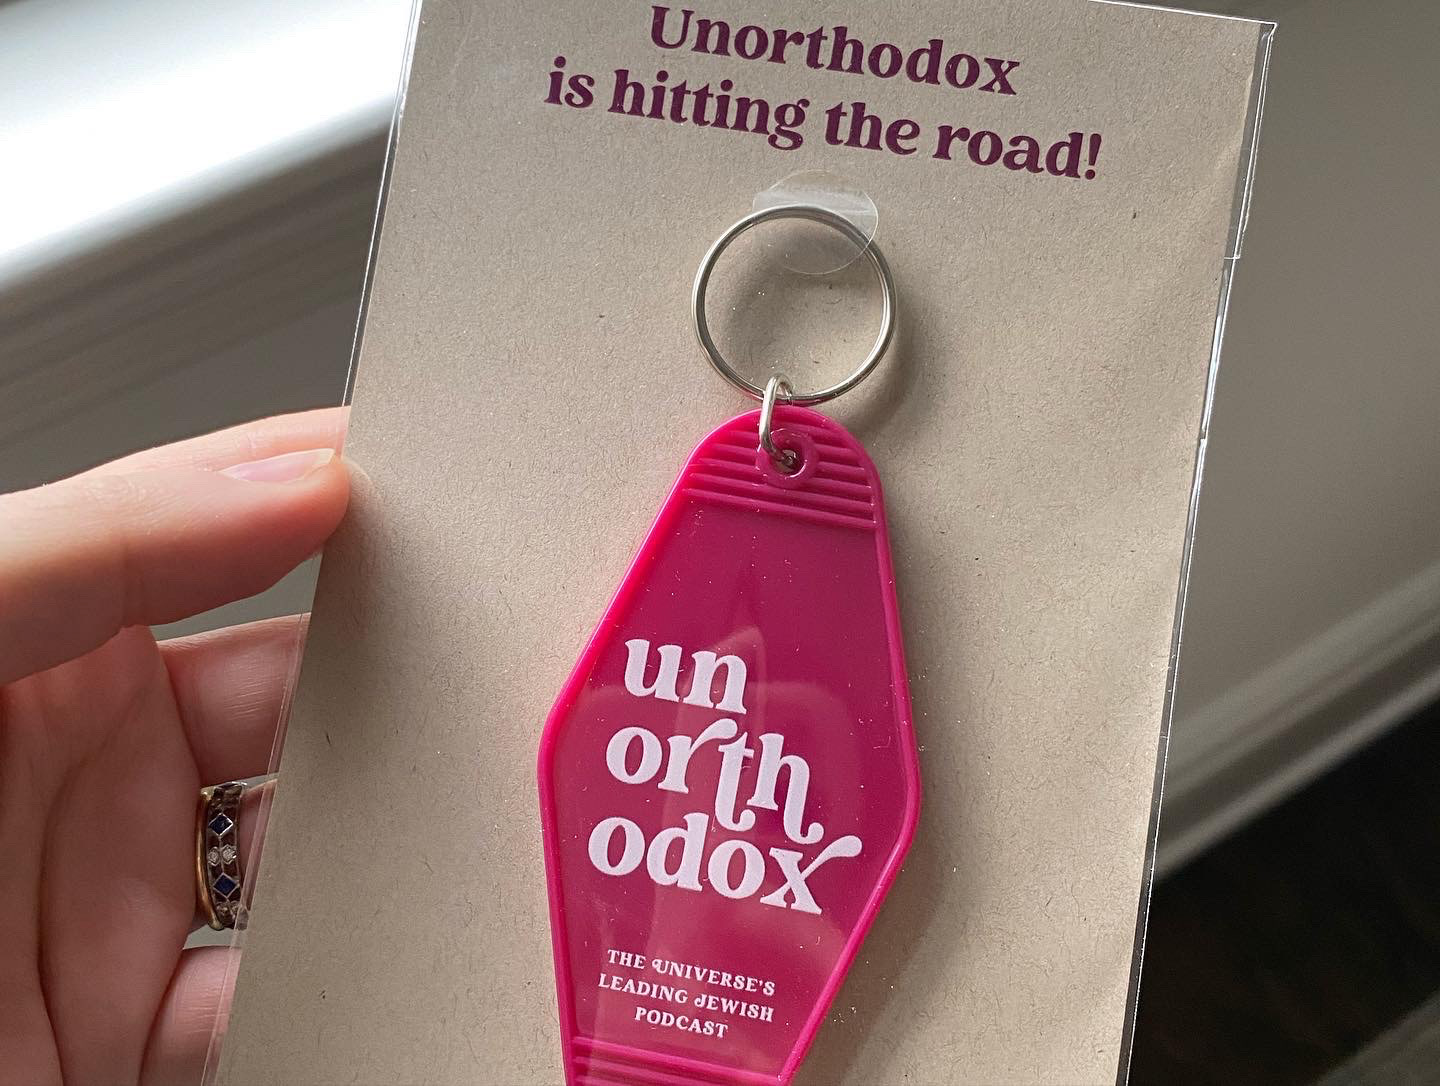 Unorthodox
is hitting the road!
un
orth
odox
THE UNIVERSE'S
LEADING JEWISH
PODCAST